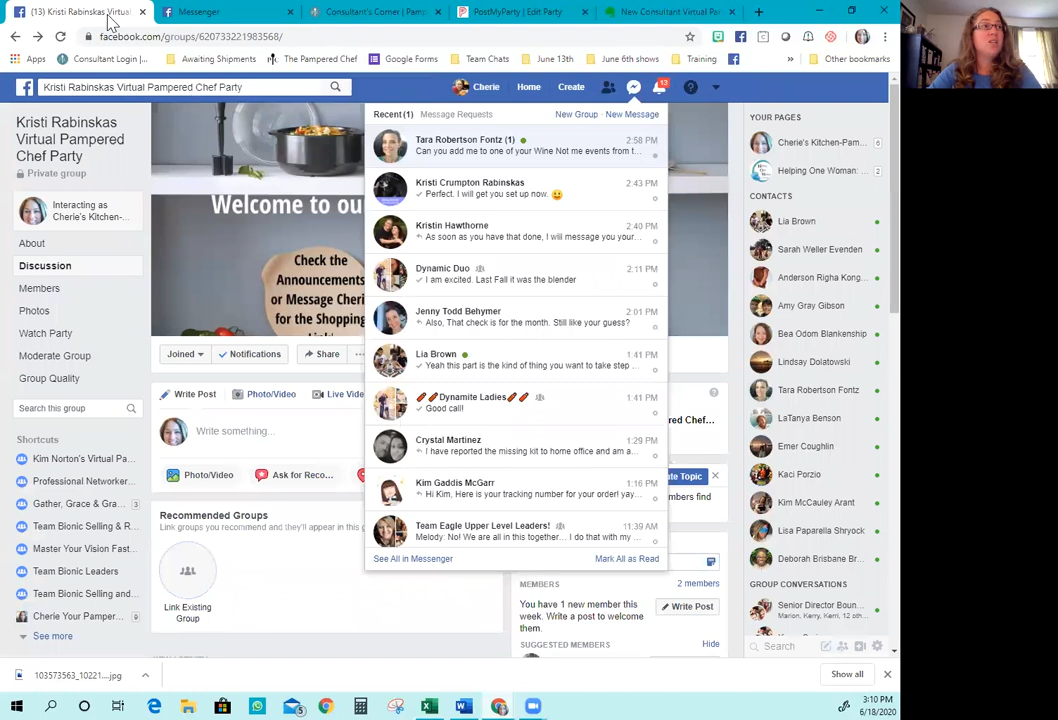 (13) Kristi Rabinskas Virtual
Messenger
Consultant's Corner | Pamp
PostMyParty | Edit Party
New Consultant Virtual Par
facebook.com/groups/620733221983568/
Apps
Consultant Login |...
Awaiting Shipments
The Pampered Chef
Google Forms
Team Chats
June 13th
June 6th shows
Training
»
Other bookmarks
Kristi Rabinskas Virtual Pampered Chef Party
Cherie
Home
Create
13
Kristi Rabinskas
Virtual Pampered
Chef Party
Private group
Interacting as
Cherie's Kitchen-...
About
Discussion
Members
Photos
Watch Party
Moderate Group
Group Quality
Search this group
Shortcuts
Kim Norton's Virtual Pa...
Professional Networker...
Gather, Grace & Gra... 3
Team Bionic Selling & R...
Master Your Vision Fast...
Team Bionic Leaders
Team Bionic Selling and...
Cherie Your Pamper... 9
See more
Welcome to ou
Check the
Announcements
or Message Cheri
for the Shopping
Joined
Notifications
Share
Write Post
Photo/Video
Live Vide
Write something...
Photo/Video
Ask for Reco...
Recommended Groups
Link groups you recommend and they'll appear in this g
Link Existing
Group
Recent (1)
Message Requests
New Group · New Message
Tara Robertson Fontz (1)
2:58 PM
Can you add me to one of your Wine Not me events from t...
Kristi Crumpton Rabinskas
2:43 PM
Perfect. I will get you set up now. 🙂
Kristin Hawthorne
2:40 PM
As soon as you have that done, I will message you your...
Dynamic Duo
2:11 PM
I am excited. Last Fall it was the blender
Jenny Todd Behymer
2:01 PM
Also, That check is for the month. Still like your guess?
Lia Brown
1:41 PM
Yeah this part is the kind of thing you want to take step ...
🧨🧨Dynamite Ladies🧨🧨
1:41 PM
Good call!
Crystal Martinez
1:29 PM
I have reported the missing kit to home office and am a...
Kim Gaddis McGarr
1:16 PM
Hi Kim, Here is your tracking number for your order! yay...
Team Eagle Upper Level Leaders!
11:39 AM
Melody: No! We are all in this together... I do that with my ...
See All in Messenger
Mark All as Read
red Chef...
ate Topic
mbers find
MEMBERS
2 members
You have 1 new member this
week. Write a post to welcome
them.
Write Post
Hide
SUGGESTED MEMBERS
YOUR PAGES
Cherie's Kitchen-Pam... 6
Helping One Woman: ... 2
CONTACTS
Lia Brown
Sarah Weller Evenden
Anderson Righa Kong...
Amy Gray Gibson
Bea Odom Blankenship
Lindsay Dolatowski
Tara Robertson Fontz
LaTanya Benson
Emer Coughlin
Kaci Porzio
Kim McCauley Arant
Lisa Paparella Shryock
Deborah Brisbane Br...
GROUP CONVERSATIONS
Senior Director Boun...
Marion, Kerry, Kerri, 12 oth...
Search
103573563_10221....jpg
Show all
5
3:10 PM
6/18/2020